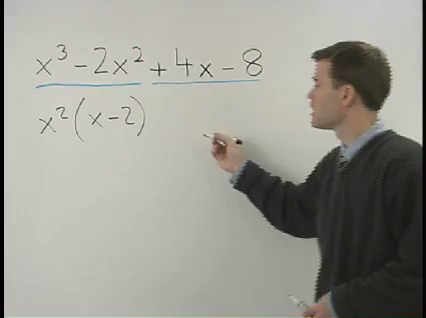 x³ - 2x² + 4x - 8
x² (x-2)